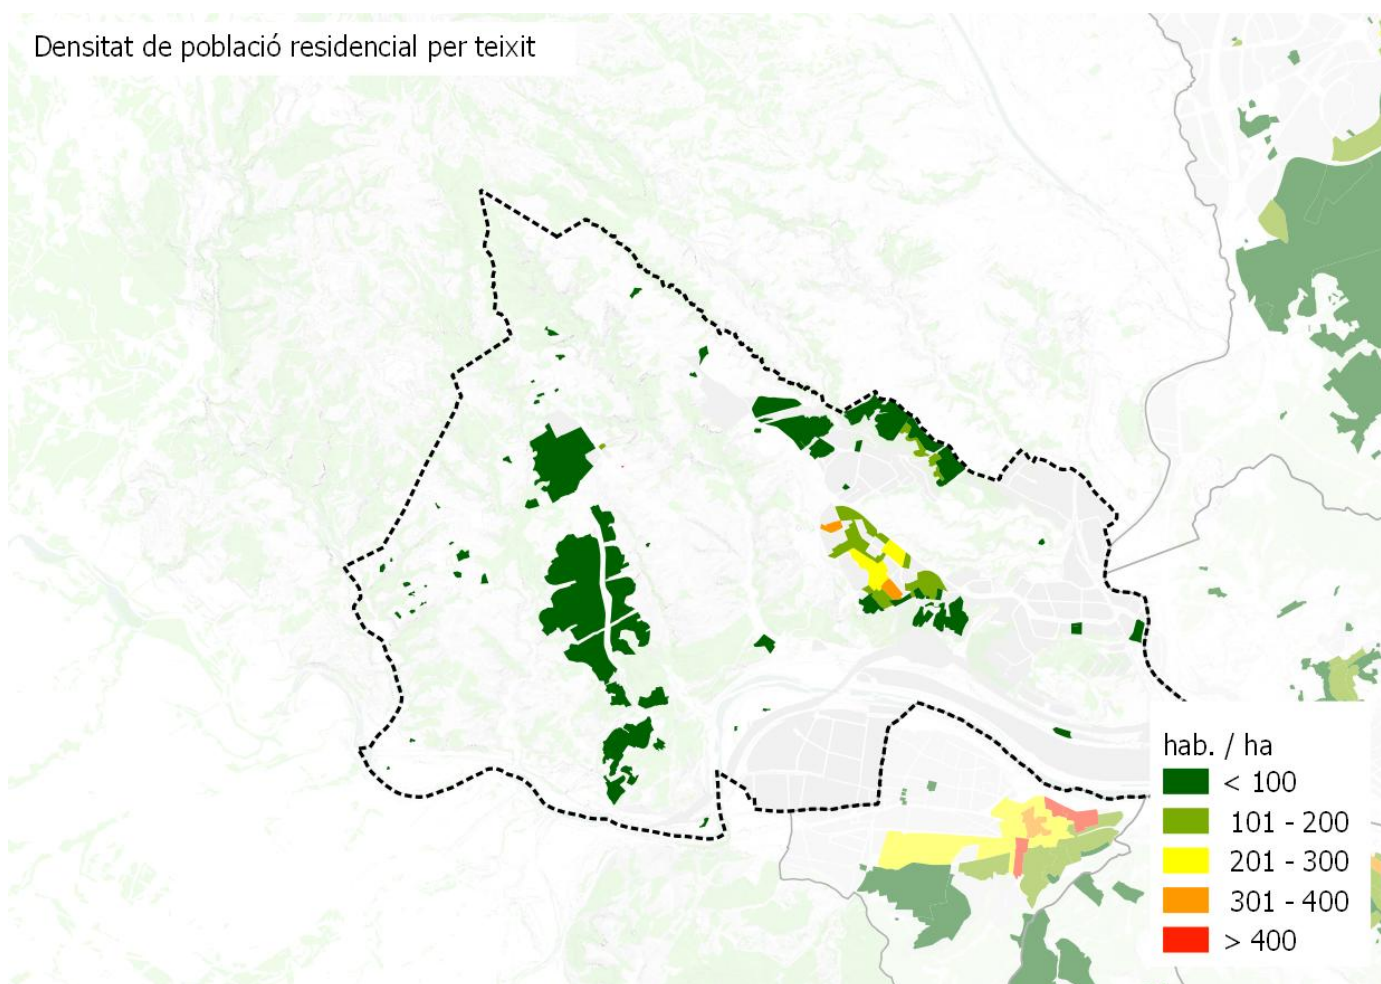 Densitat de població residencial per teixit
hab. / ha
< 100
101 - 200
201 - 300
301 - 400
> 400